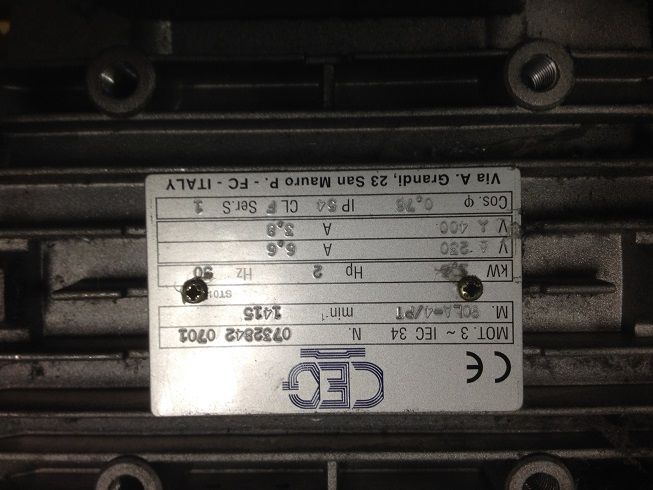 CE CEG
MOT. 3 ~ IEC 34 N. 0732842 0701
M. min⁻¹ 1415
kW Hp 2 Hz 50
V Δ 230 A 6,6
V 400 A 3,8
Cos. φ 0,78 IP 54 CL F Ser. S 1
Via A. Grandi, 23 San Mauro P. - FC - ITALY